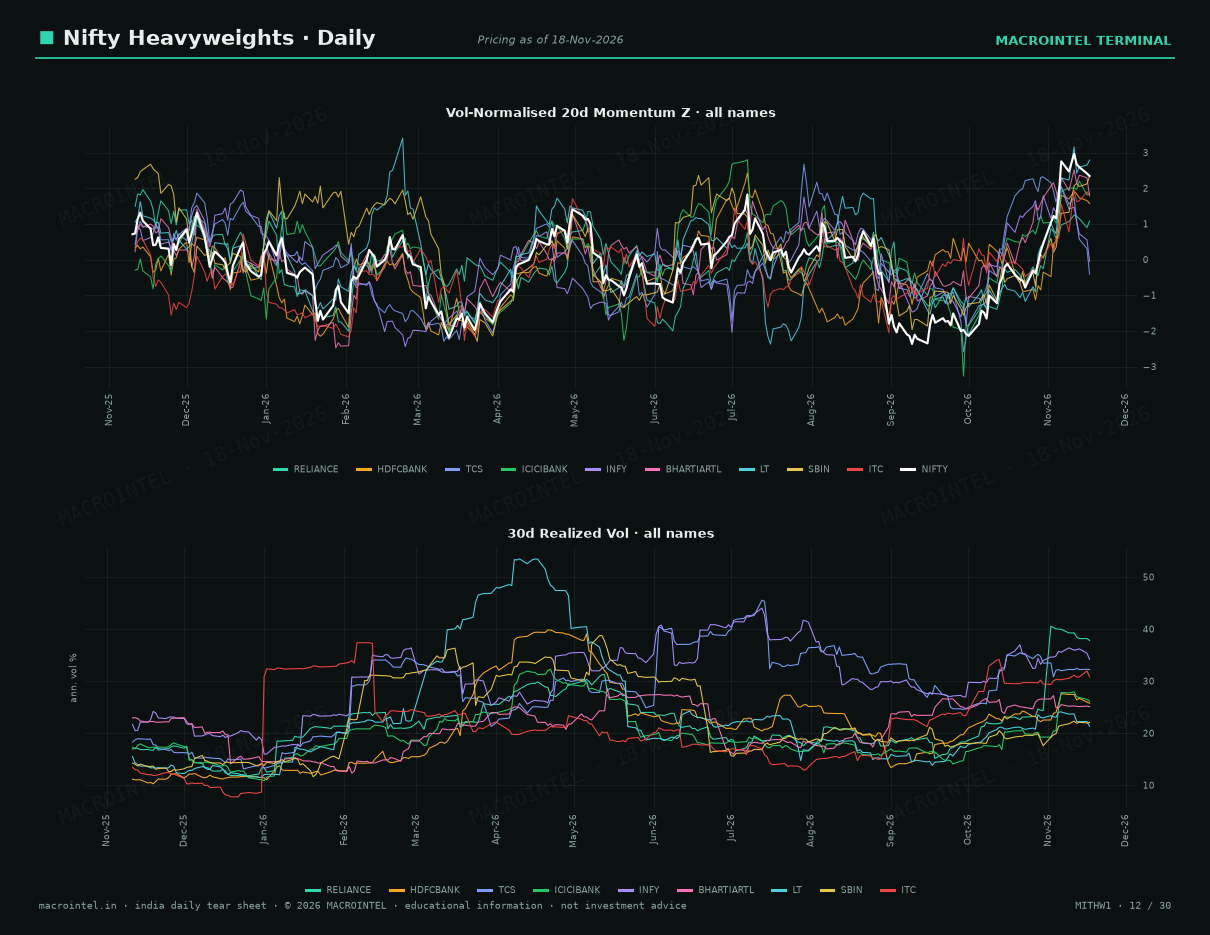 Nifty Heavyweights · Daily
Pricing as of 18-Nov-2026
MACROINTEL TERMINAL
Vol-Normalised 20d Momentum Z · all names
3
2
1
0
−1
−2
−3
Nov-25 Dec-25 Jan-26 Feb-26 Mar-26 Apr-26 May-26 Jun-26 Jul-26 Aug-26 Sep-26 Oct-26 Nov-26 Dec-26
RELIANCE HDFCBANK TCS ICICIBANK INFY BHARTIARTL LT SBIN ITC NIFTY
MACROINTEL · 18-Nov-2026
30d Realized Vol · all names
ann. vol %
50
40
30
20
10
Nov-25 Dec-25 Jan-26 Feb-26 Mar-26 Apr-26 May-26 Jun-26 Jul-26 Aug-26 Sep-26 Oct-26 Nov-26 Dec-26
RELIANCE HDFCBANK TCS ICICIBANK INFY BHARTIARTL LT SBIN ITC
macrointel.in · india daily tear sheet · © 2026 MACROINTEL · educational information · not investment advice
MITHW1 · 12 / 30